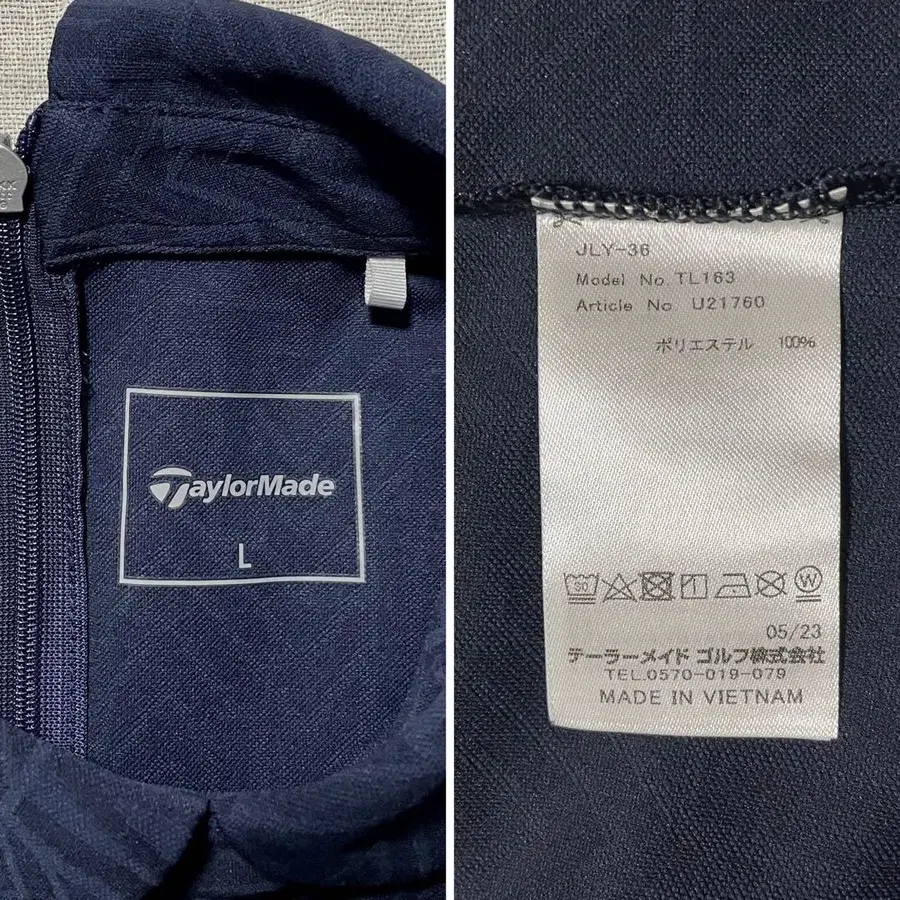 TaylorMade
L
JLY-36
Model No. TL163
Article No. U21760
ポリエステル 100%
30
W
05/23
テーラーメイド ゴルフ株式会社
TEL.0570-019-079
MADE IN VIETNAM